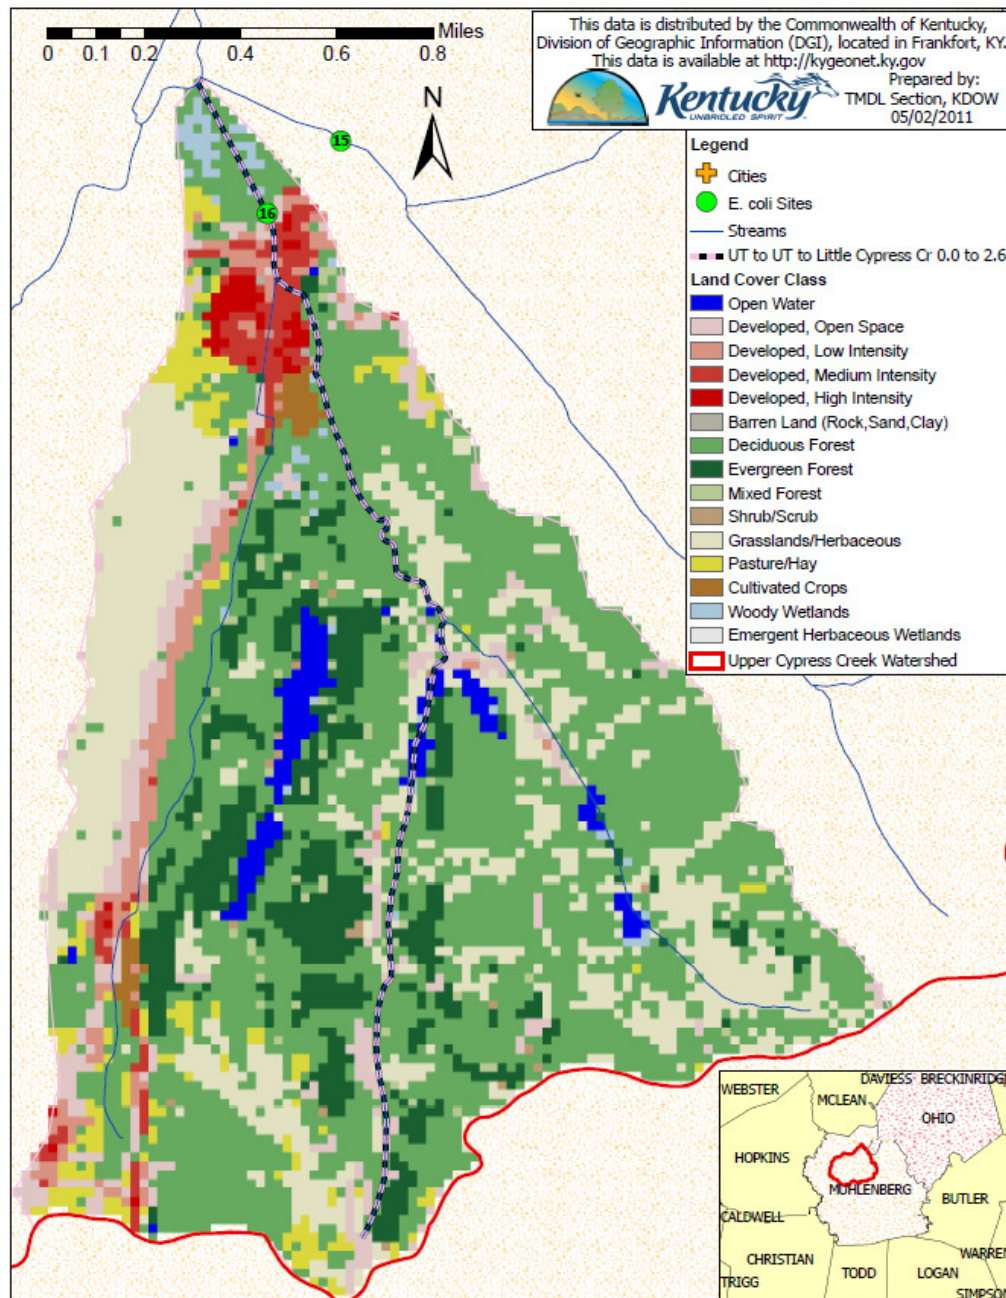 Miles
0 0.1 0.2 0.4 0.6 0.8
This data is distributed by the Commonwealth of Kentucky,
Division of Geographic Information (DGI), located in Frankfort, KY.
This data is available at http://kygeonet.ky.gov
Kentucky
UNBRIDLED SPIRIT
Prepared by:
TMDL Section, KDOW
05/02/2011
N
15
16
Legend
Cities
E. coli Sites
Streams
UT to UT to Little Cypress Cr 0.0 to 2.6
Land Cover Class
Open Water
Developed, Open Space
Developed, Low Intensity
Developed, Medium Intensity
Developed, High Intensity
Barren Land (Rock,Sand,Clay)
Deciduous Forest
Evergreen Forest
Mixed Forest
Shrub/Scrub
Grasslands/Herbaceous
Pasture/Hay
Cultivated Crops
Woody Wetlands
Emergent Herbaceous Wetlands
Upper Cypress Creek Watershed
WEBSTER
DAVIESS BRECKINRIDGE
MCLEAN
OHIO
HOPKINS
MUHLENBERG
BUTLER
CALDWELL
CHRISTIAN
WARREN
TRIGG
TODD
LOGAN
SIMPSON